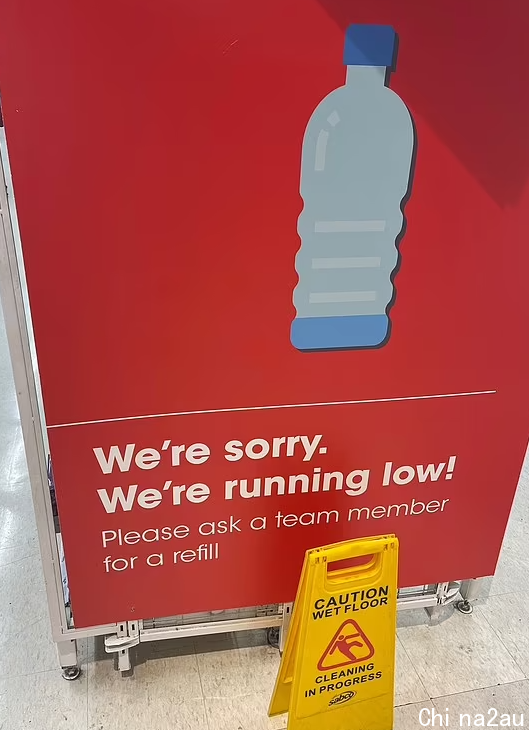 We're sorry.
We're running low!
Please ask a team member
for a refill
CAUTION
WET FLOOR
CLEANING
IN PROGRESS
sabco
Chi na2au